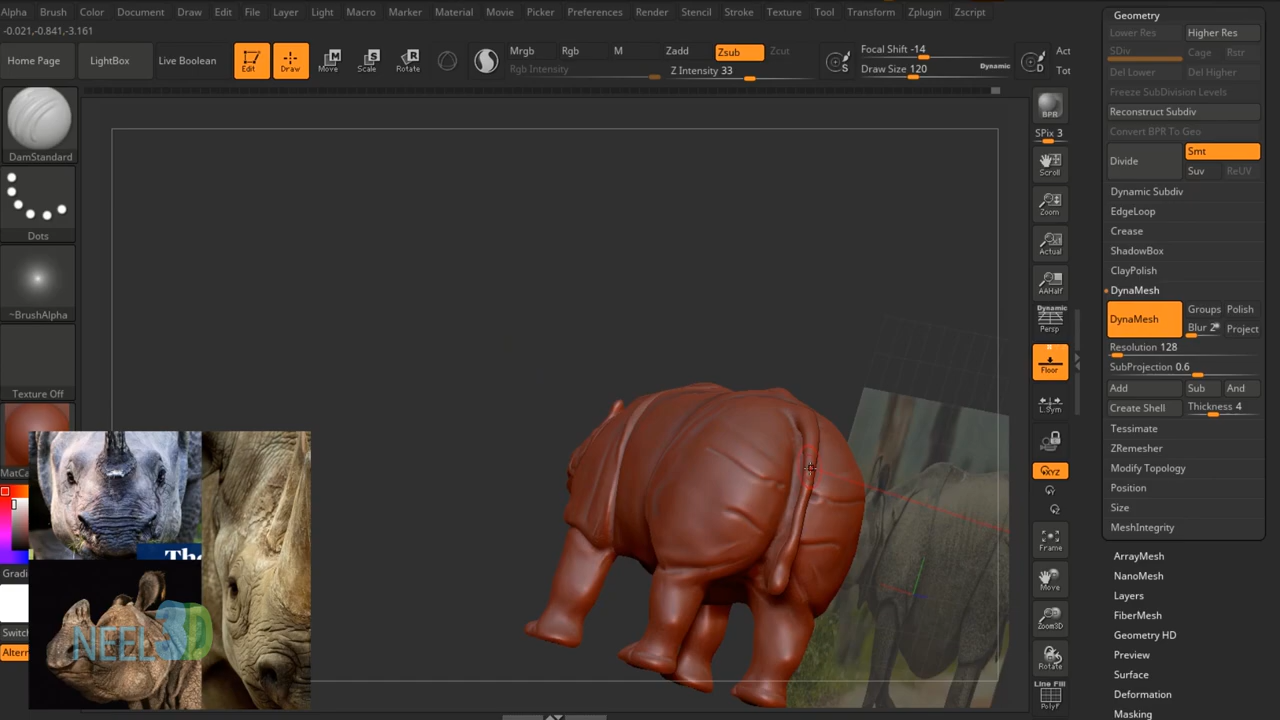 Alpha Brush Color Document Draw Edit File Layer Light Macro Marker Material Movie Picker Preferences Render Stencil Stroke Texture Tool Transform Zplugin Zscript
-0.021,-0.841,-3.161
Home Page LightBox Live Boolean Edit Draw Move Scale Rotate
Mrgb Rgb M Zadd Zsub Zcut
Rgb Intensity Z Intensity 33
S Focal Shift -14
Draw Size 120 Dynamic
D Act
Tot
DamStandard
Dots
~BrushAlpha
Texture Off
MatCa
Gradi
Switc
Altern
The
NEEL3D
BPR
SPix 3
Scroll
Zoom
Actual
AAHalf
Dynamic
Persp
Floor
L.Sym
XYZ
Frame
Move
Zoom3D
Rotate
Line Fill
PolyF
Geometry
Lower Res Higher Res
SDiv Cage Rstr
Del Lower Del Higher
Freeze SubDivision Levels
Reconstruct Subdiv
Convert BPR To Geo
Divide Smt
Suv ReUV
Dynamic Subdiv
EdgeLoop
Crease
ShadowBox
ClayPolish
DynaMesh
DynaMesh Groups Polish
Blur 2 Project
Resolution 128
SubProjection 0.6
Add Sub And
Create Shell Thickness 4
Tessimate
ZRemesher
Modify Topology
Position
Size
MeshIntegrity
ArrayMesh
NanoMesh
Layers
FiberMesh
Geometry HD
Preview
Surface
Deformation
Masking